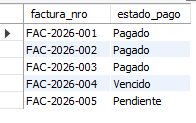 factura_nro estado_pago
FAC-2026-001 Pagado
FAC-2026-002 Pagado
FAC-2026-003 Pagado
FAC-2026-004 Vencido
FAC-2026-005 Pendiente